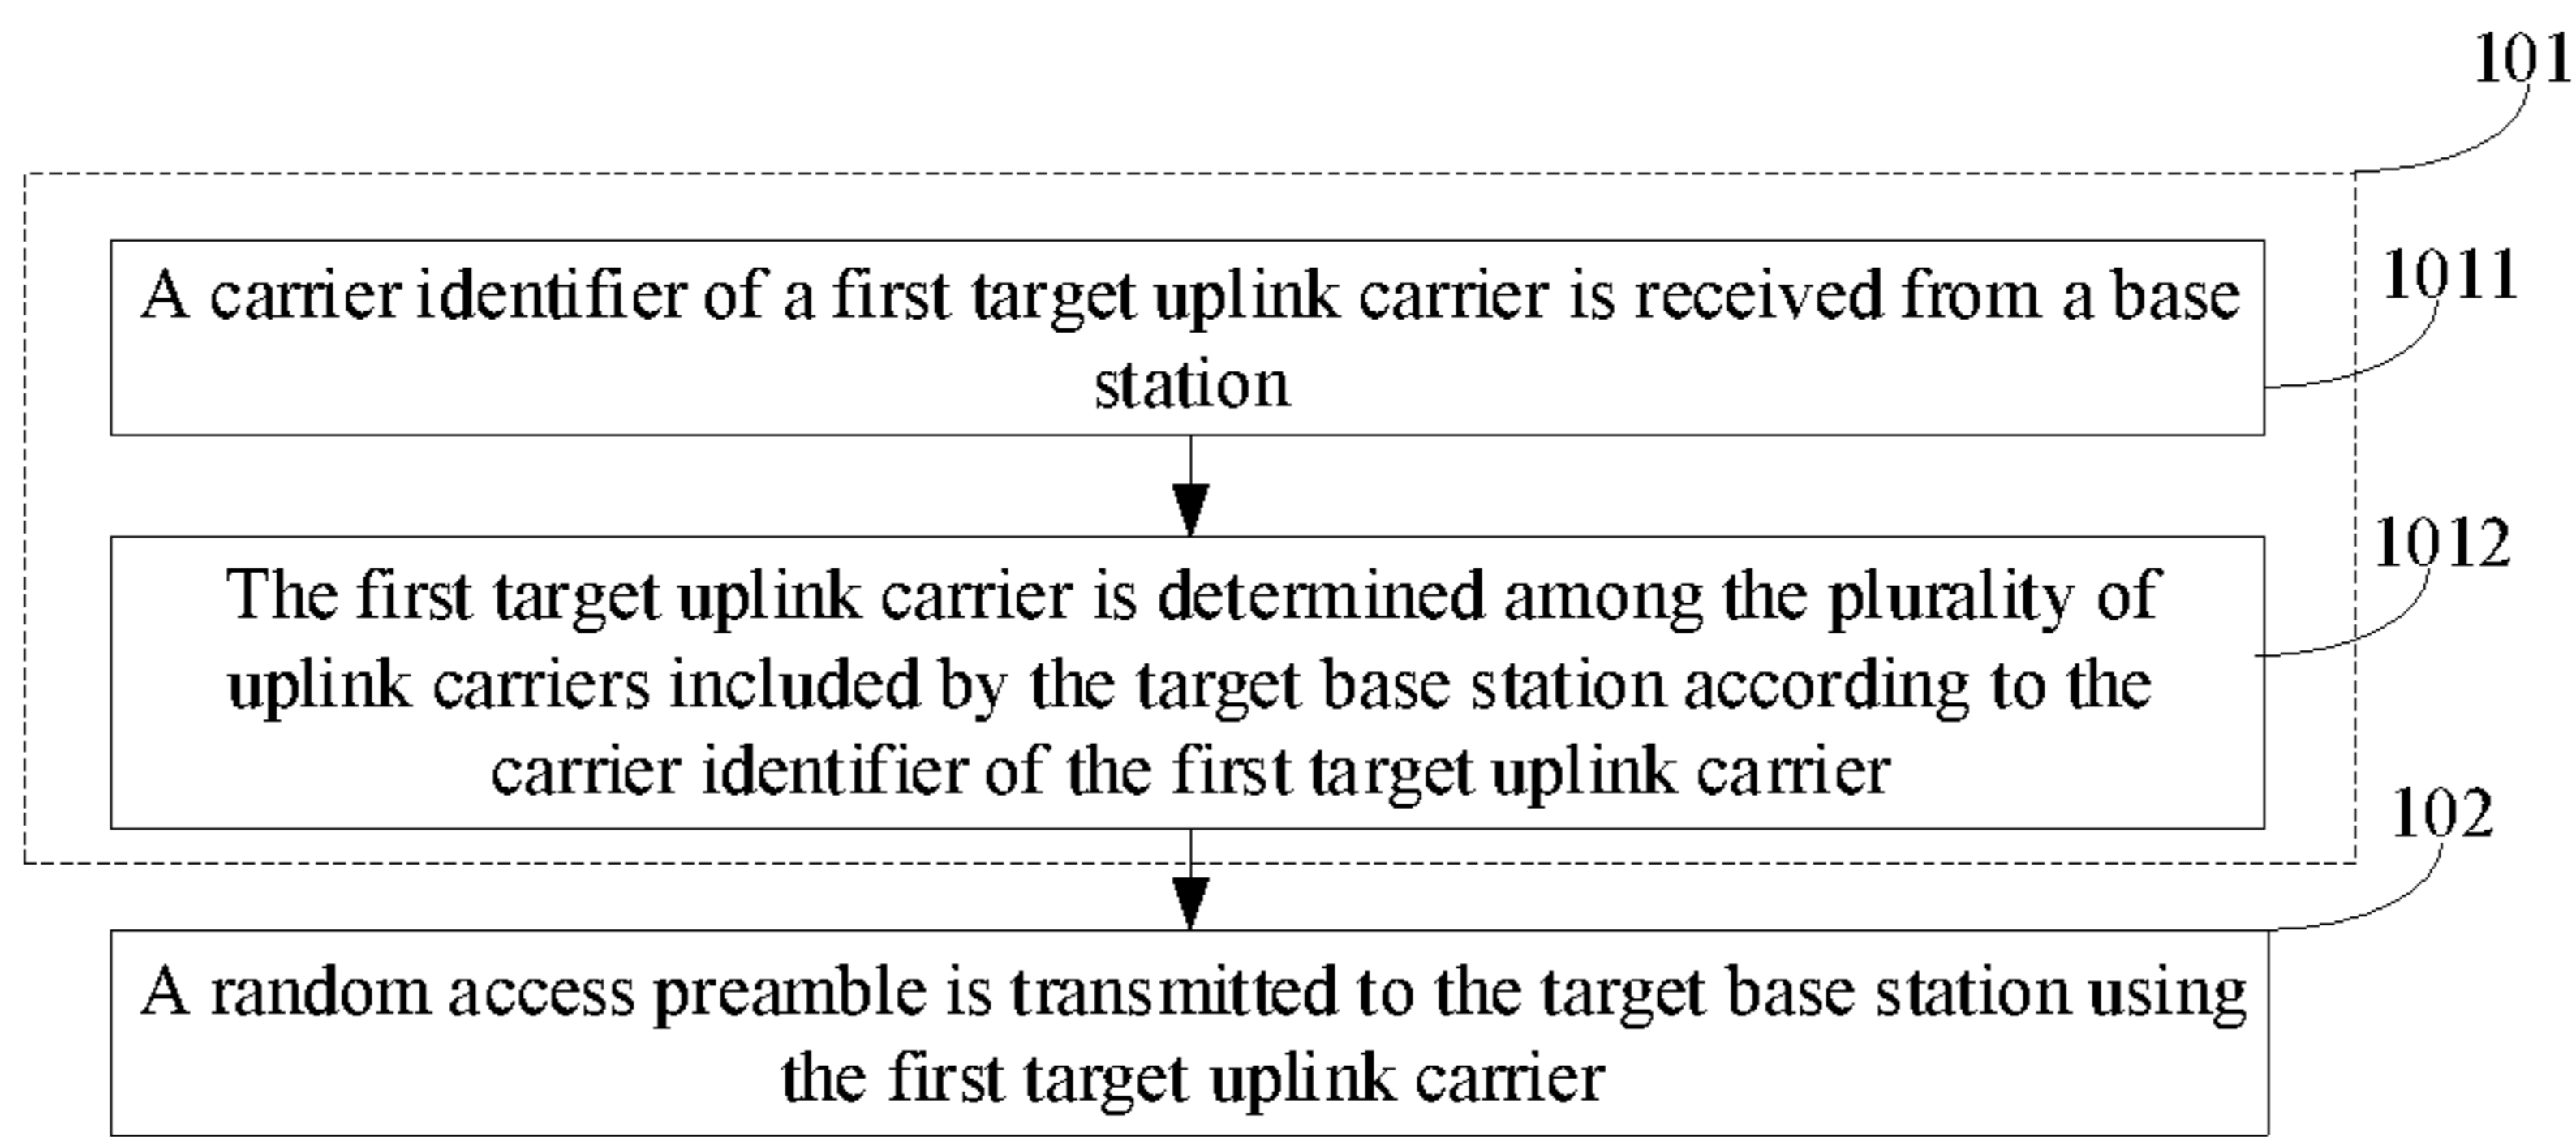 101
A carrier identifier of a first target uplink carrier is received from a base
station
1011
The first target uplink carrier is determined among the plurality of
uplink carriers included by the target base station according to the
carrier identifier of the first target uplink carrier
1012
102
A random access preamble is transmitted to the target base station using
the first target uplink carrier